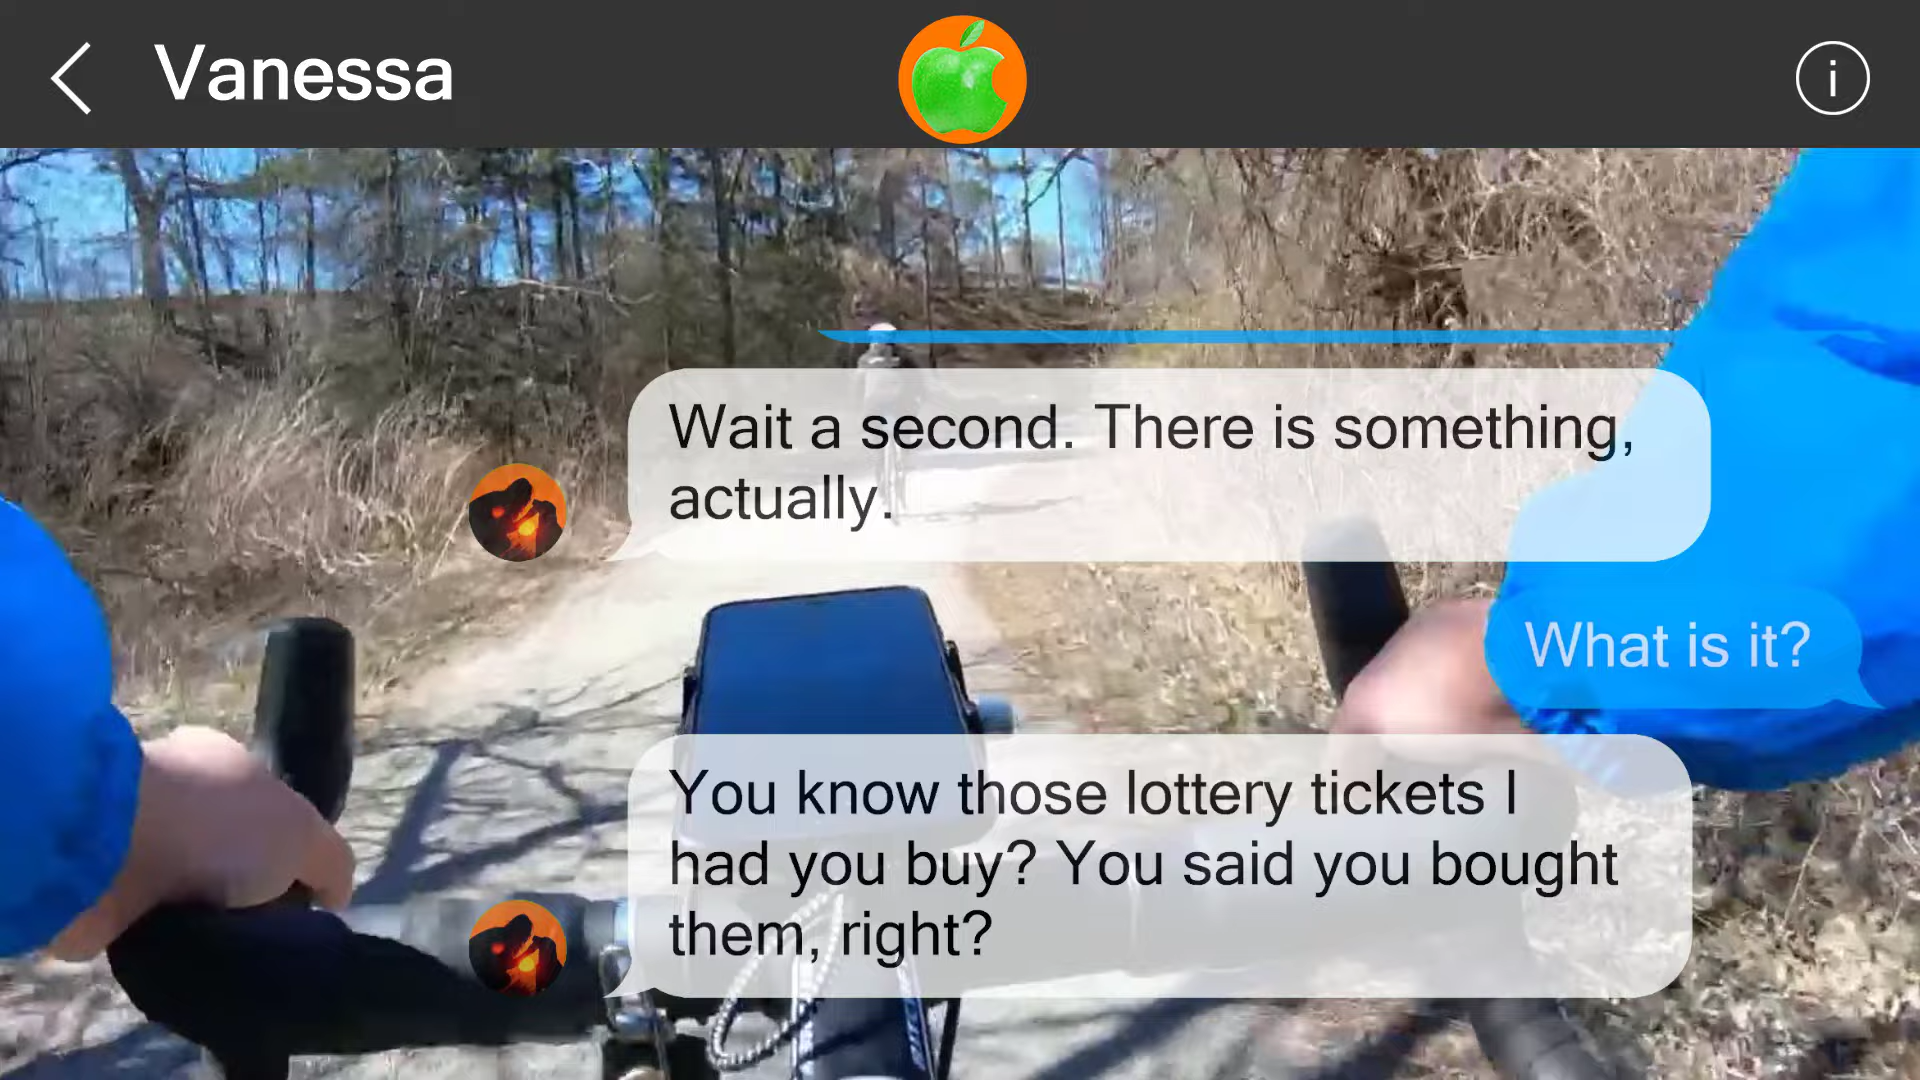 Vanessa
i
Wait a second. There is something,
actually.
What is it?
You know those lottery tickets I
had you buy? You said you bought
them, right?